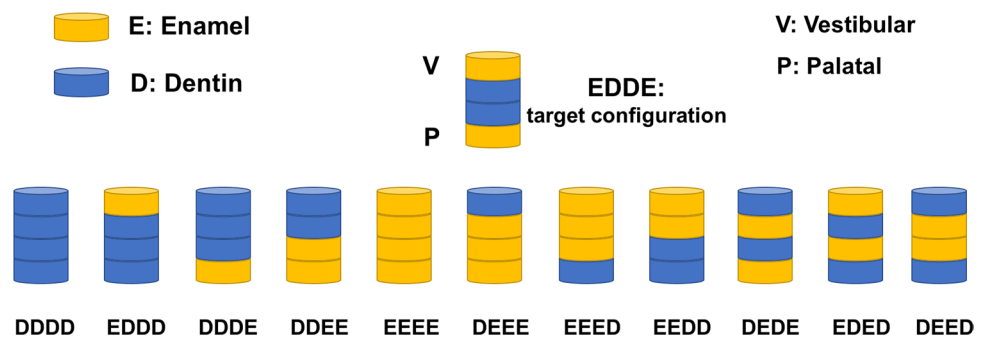 E: Enamel
V: Vestibular
D: Dentin
P: Palatal
V
EDDE:
target configuration
P
DDDD EDDD DDDE DDEE EEEE DEEE EEED EEDD DEDE EDED DEED